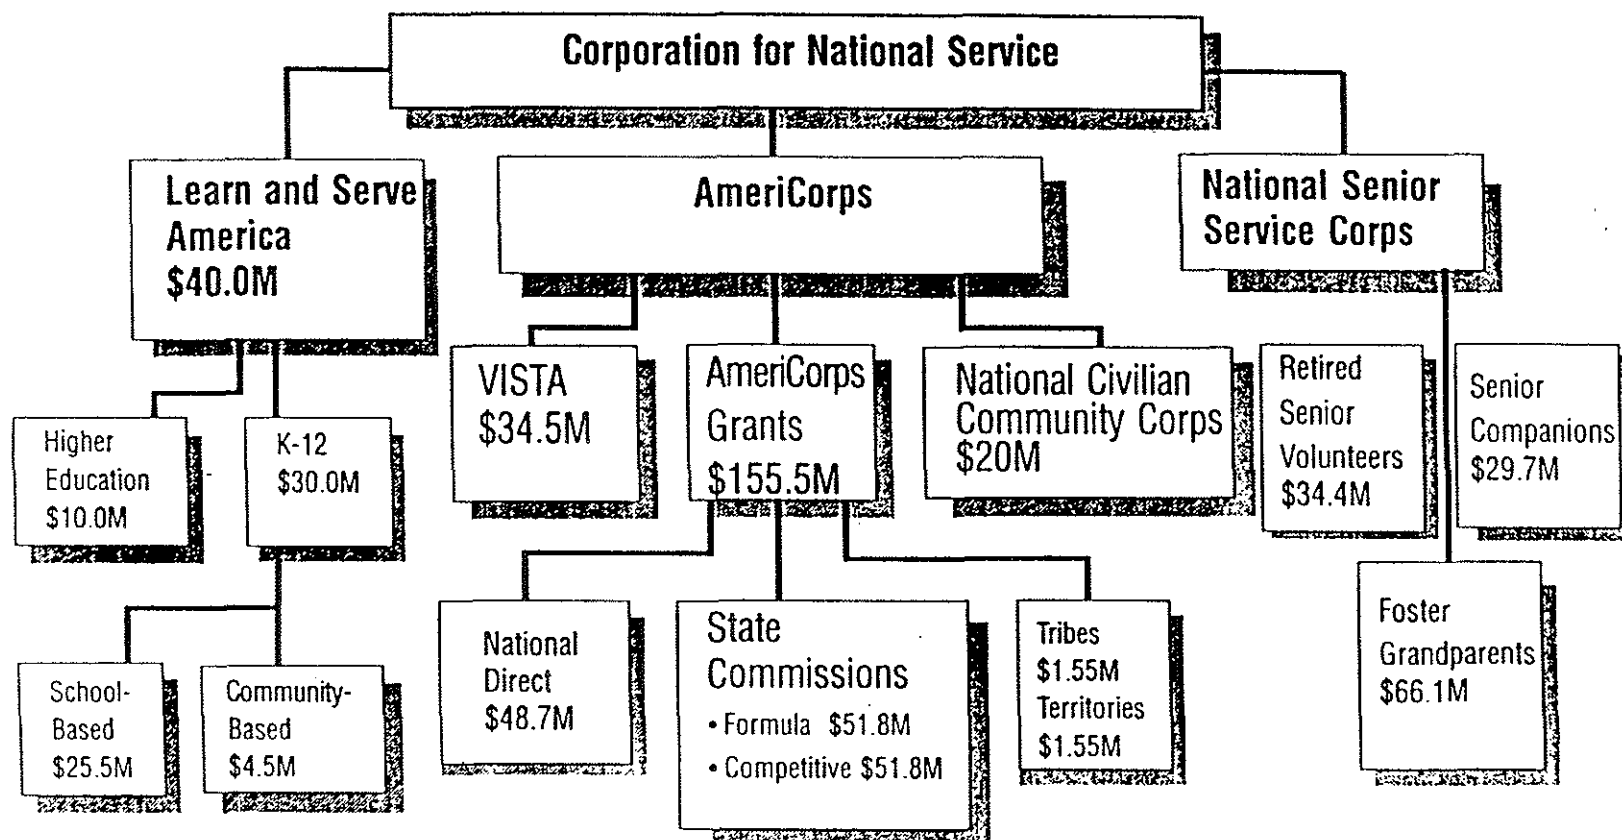 Corporation for National Service
Learn and Serve
America
$40.0M
AmeriCorps
National Senior
Service Corps
Higher
Education
$10.0M
K-12
$30.0M
School-
Based
$25.5M
Community-
Based
$4.5M
VISTA
$34.5M
AmeriCorps
Grants
$155.5M
National Civilian
Community Corps
$20M
National
Direct
$48.7M
State
Commissions
• Formula $51.8M
• Competitive $51.8M
Tribes
$1.55M
Territories
$1.55M
Retired
Senior
Volunteers
$34.4M
Senior
Companions
$29.7M
Foster
Grandparents
$66.1M